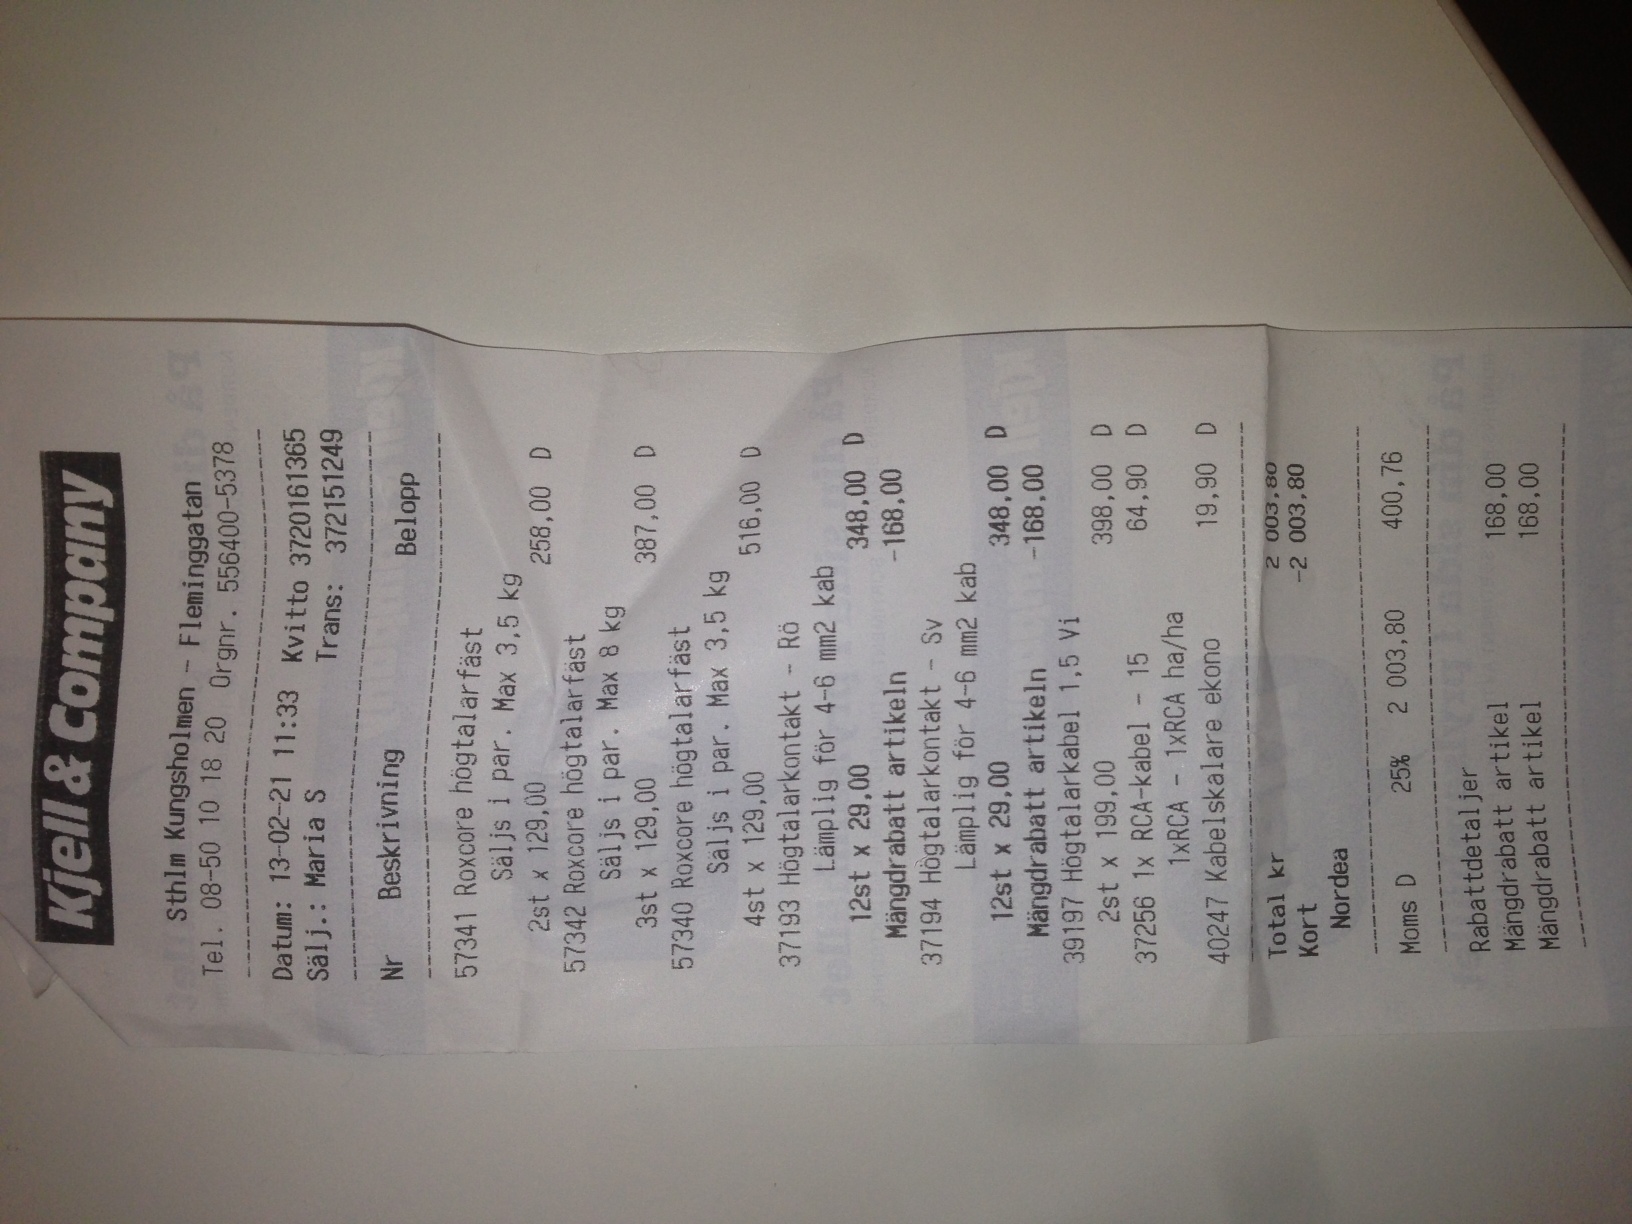 Kjell & Company
Sthlm Kungsholmen - Fleminggatan
Tel. 08-50 10 18 20 Orgnr. 556400-5378
Datum: 13-02-21 11:33 Kvitto 3720161365
Sälj.: Maria S Trans: 372151249
Nr Beskrivning Belopp
57341 Roxcore högtalarfäst
Säljs i par. Max 3,5 kg
2st x 129,00 258,00 D
57342 Roxcore högtalarfäst
Säljs i par. Max 8 kg
3st x 129,00 387,00 D
57340 Roxcore högtalarfäst
Säljs i par. Max 3,5 kg
4st x 129,00 516,00 D
37193 Högtalarkontakt - Rö
Lämplig för 4-6 mm2 kab
12st x 29,00 348,00 D
Mängdrabatt artikeln -168,00
37194 Högtalarkontakt - Sv
Lämplig för 4-6 mm2 kab
12st x 29,00 348,00 D
Mängdrabatt artikeln -168,00
39197 Högtalarkabel 1,5 Vi
2st x 199,00 398,00 D
37256 1x RCA-kabel - 15 64,90 D
1xRCA - 1xRCA ha/ha
40247 Kabelskalare ekono 19,90 D
Total kr 2 003,80
Kort -2 003,80
Nordea
Moms D 25% 2 003,80 400,76
Rabattdetaljer
Mängdrabatt artikel 168,00
Mängdrabatt artikel 168,00